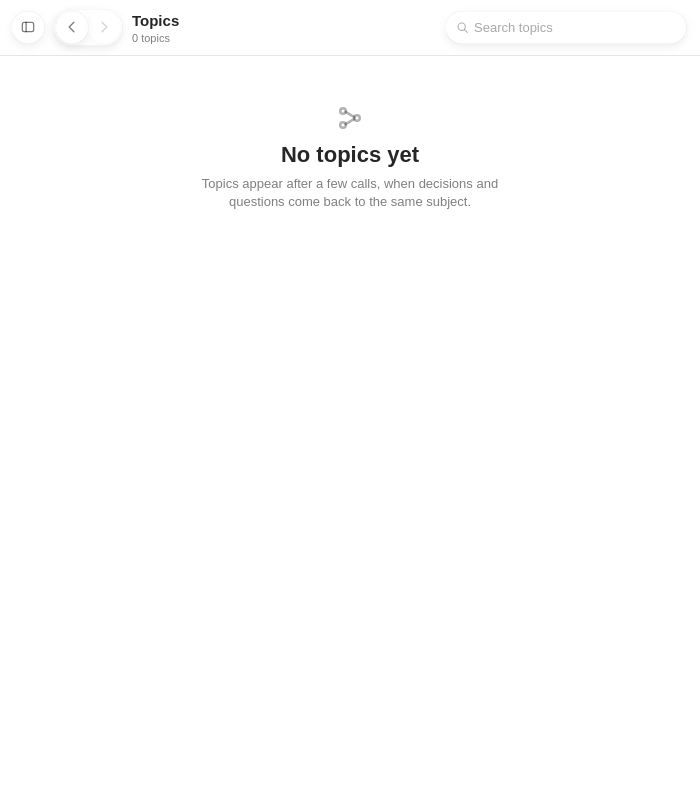 Topics
0 topics
Search topics
No topics yet
Topics appear after a few calls, when decisions and
questions come back to the same subject.